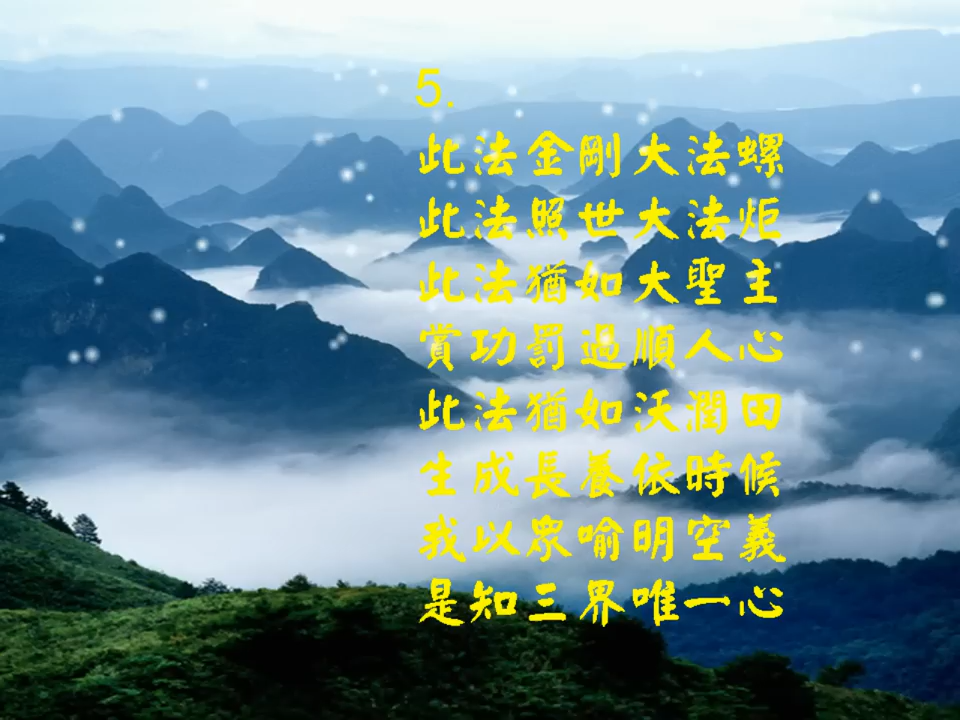 5.
此法金剛大法螺
此法照世大法炬
此法猶如大聖主
賞功罰過順人心
此法猶如沃潤田
生成長養依時候
我以眾喻明空義
是知三界唯一心